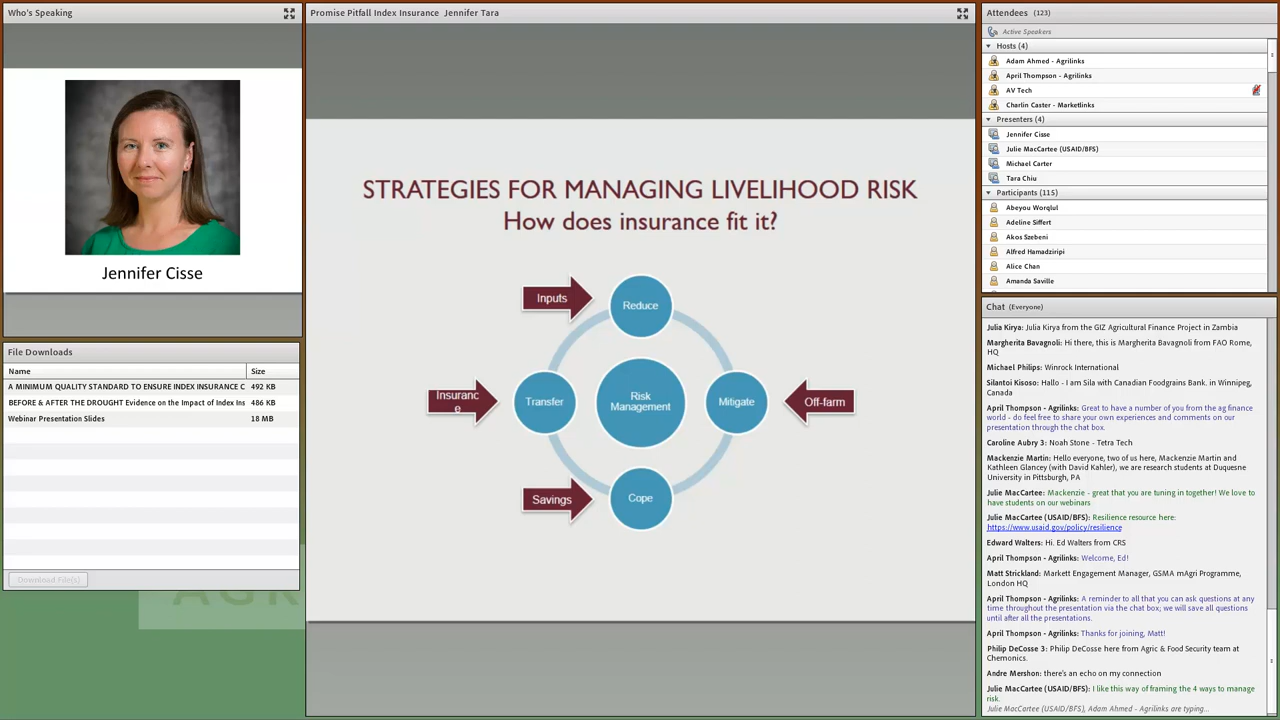 Who's Speaking
Jennifer Cisse
File Downloads
Name Size
A MINIMUM QUALITY STANDARD TO ENSURE INDEX INSURANCE C 492 KB
BEFORE & AFTER THE DROUGHT Evidence on the Impact of Index Ins 486 KB
Webinar Presentation Slides 18 MB
Download File(s)
Promise Pitfall Index Insurance Jennifer Tara
STRATEGIES FOR MANAGING LIVELIHOOD RISK
How does insurance fit it?
Inputs
Reduce
Insuranc
e
Transfer
Risk
Management
Mitigate
Off-farm
Savings
Cope
Attendees (123)
Active Speakers
Hosts (4)
Adam Ahmed - Agrilinks
April Thompson - Agrilinks
AV Tech
Charlin Caster - Marketlinks
Presenters (4)
Jennifer Cisse
Julie MacCartee (USAID/BFS)
Michael Carter
Tara Chiu
Participants (115)
Abeyou Worqlul
Adeline Siffert
Akos Szebeni
Alfred Hamadziripi
Alice Chan
Amanda Saville
Chat (Everyone)
Julia Kirya: Julia Kirya from the GIZ Agricultural Finance Project in Zambia
Margherita Bavagnoli: Hi there, this is Margherita Bavagnoli from FAO Rome,
HQ
Michael Philips: Winrock International
Silantoi Kisoso: Hallo - I am Sila with Canadian Foodgrains Bank. in Winnipeg,
Canada
April Thompson - Agrilinks: Great to have a number of you from the ag finance
world - do feel free to share your own experiences and comments on our
presentation through the chat box.
Caroline Aubry 3: Noah Stone - Tetra Tech
Mackenzie Martin: Hello everyone, two of us here, Mackenzie Martin and
Kathleen Glancey (with David Kahler), we are research students at Duquesne
University in Pittsburgh, PA
Julie MacCartee: Mackenzie - great that you are tuning in together! We love to
have students on our webinars
Julie MacCartee (USAID/BFS): Resilience resource here:
https://www.usaid.gov/policy/resilience
Edward Walters: Hi. Ed Walters from CRS
April Thompson - Agrilinks: Welcome, Ed!
Matt Strickland: Markett Engagement Manager, GSMA mAgri Programme,
London HQ
April Thompson - Agrilinks: A reminder to all that you can ask questions at any
time throughout the presentation via the chat box; we will save all questions
until after all the presentations.
April Thompson - Agrilinks: Thanks for joining, Matt!
Philip DeCosse 3: Philip DeCosse here from Agric & Food Security team at
Chemonics.
Andre Mershon: there's an echo on my connection
Julie MacCartee (USAID/BFS): I like this way of framing the 4 ways to manage
risk.
Julie MacCartee (USAID/BFS), Adam Ahmed - Agrilinks are typing...